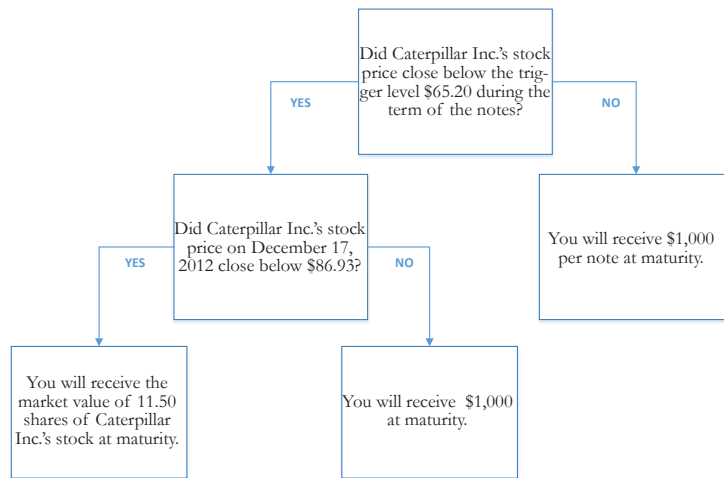 Did Caterpillar Inc.'s stock
price close below the trig-
ger level $65.20 during the
term of the notes?
YES
NO
Did Caterpillar Inc.'s stock
price on December 17,
2012 close below $86.93?
You will receive $1,000
per note at maturity.
YES
NO
You will receive the
market value of 11.50
shares of Caterpillar
Inc.'s stock at maturity.
You will receive $1,000
at maturity.